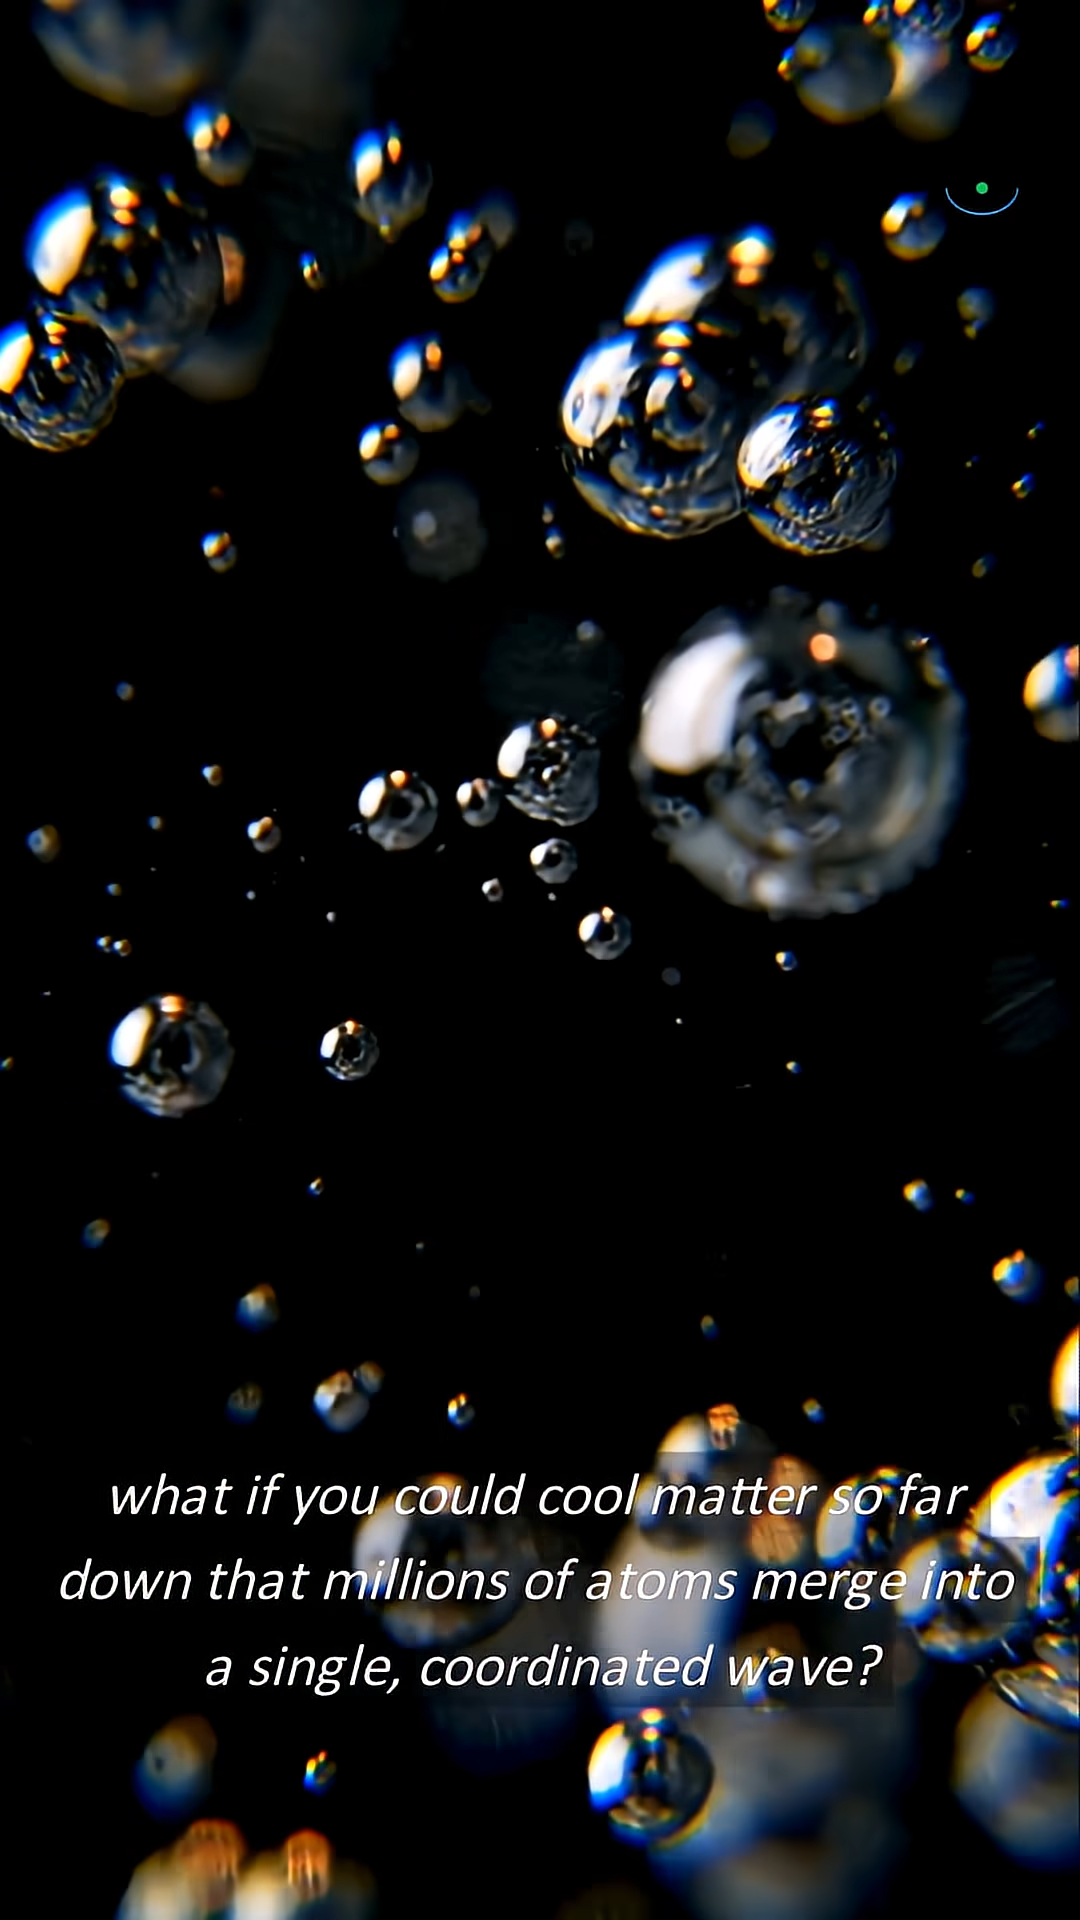 what if you could cool matter so far
down that millions of atoms merge into
a single, coordinated wave?